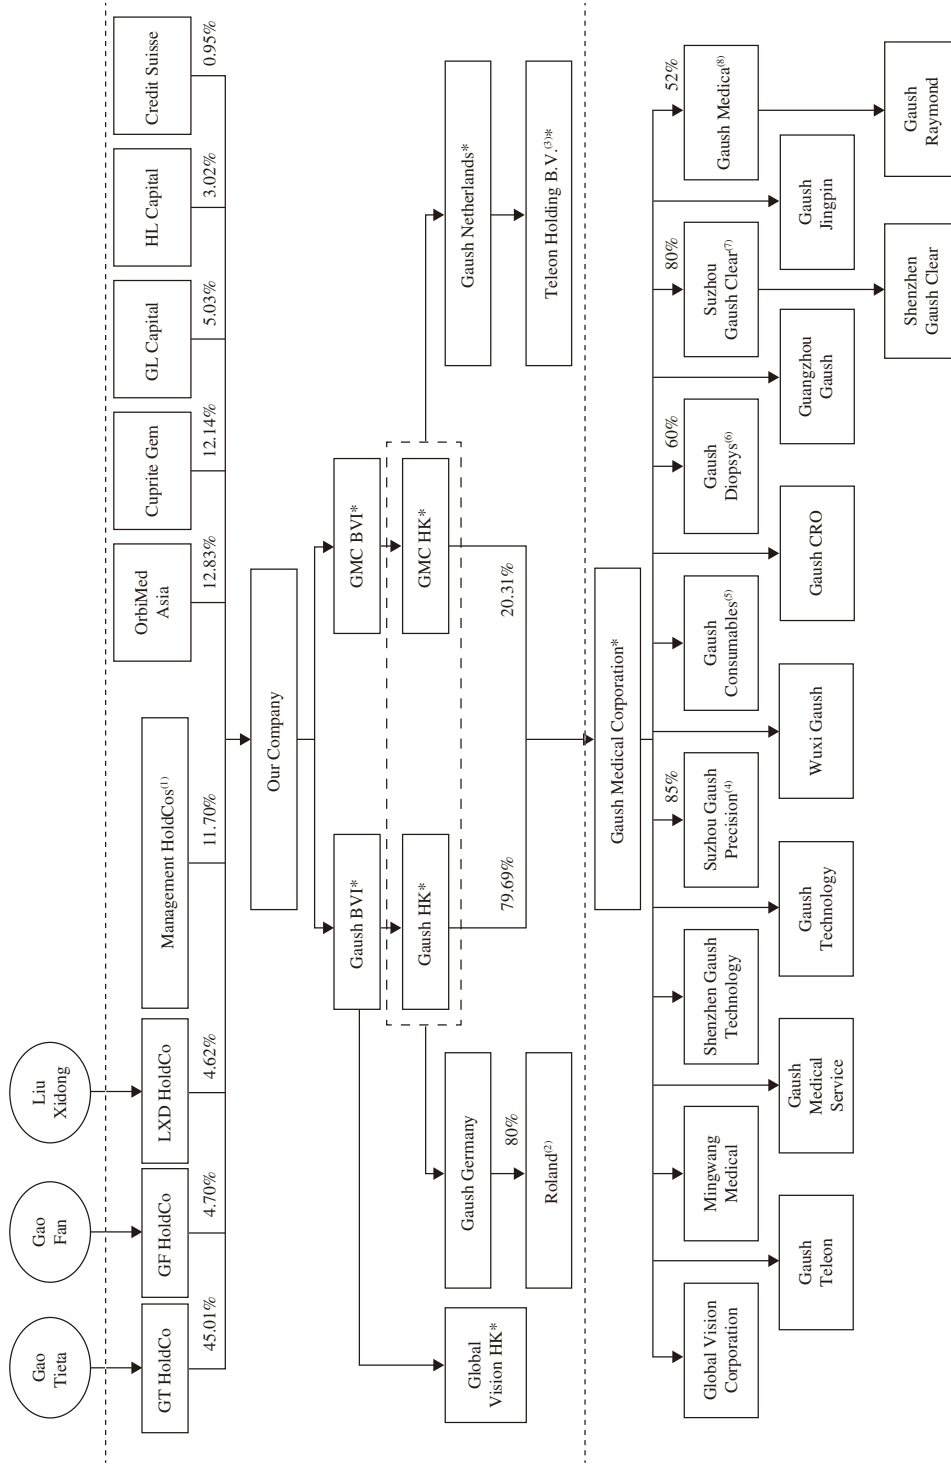 Gao
Tieta
Gao
Fan
Liu
Xidong
GT HoldCo
GF HoldCo
LXD HoldCo
Management HoldCos(1)
OrbiMed
Asia
Cuprite Gem
GL Capital
HL Capital
Credit Suisse
45.01%
4.70%
4.62%
11.70%
12.83%
12.14%
5.03%
3.02%
0.95%
Our Company
Gaush BVI*
GMC BVI*
Gaush HK*
GMC HK*
Global
Vision HK*
Gaush Germany
Gaush Netherlands*
80%
79.69%
20.31%
Roland(2)
Teleon Holding B.V.(3)*
Gaush Medical Corporation*
85%
60%
80%
52%
Global Vision
Corporation
Mingwang
Medical
Shenzhen Gaush
Technology
Suzhou Gaush
Precision(4)
Gaush
Consumables(5)
Gaush
Diopsys(6)
Suzhou
Gaush Clear(7)
Gaush Medica(8)
Gaush
Teleon
Gaush
Medical
Service
Gaush
Technology
Wuxi Gaush
Gaush CRO
Guangzhou
Gaush
Gaush
Jingpin
Shenzhen
Gaush Clear
Gaush
Raymond